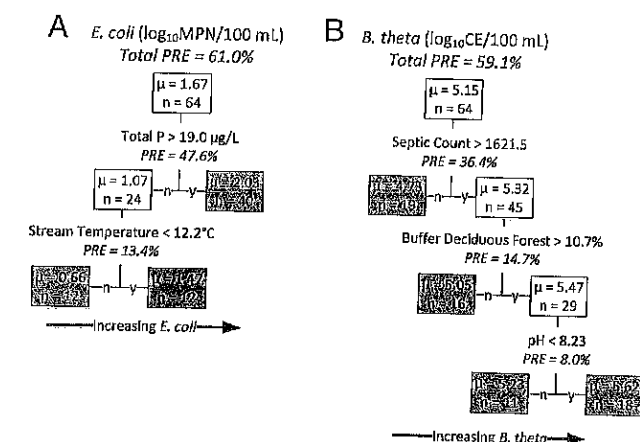 A
E. coli (log₁₀MPN/100 mL)
Total PRE = 61.0%
μ = 1.67
n = 64
Total P > 19.0 μg/L
PRE = 47.6%
μ = 1.07
n = 24
n
y
Stream Temperature < 12.2°C
PRE = 13.4%
n
y
Increasing E. coli
B
B. theta (log₁₀CE/100 mL)
Total PRE = 59.1%
μ = 5.15
n = 64
Septic Count > 1621.5
PRE = 36.4%
n
y
μ = 5.32
n = 45
Buffer Deciduous Forest > 10.7%
PRE = 14.7%
n
y
μ = 5.47
n = 29
pH < 8.23
PRE = 8.0%
n
y
Increasing B. theta